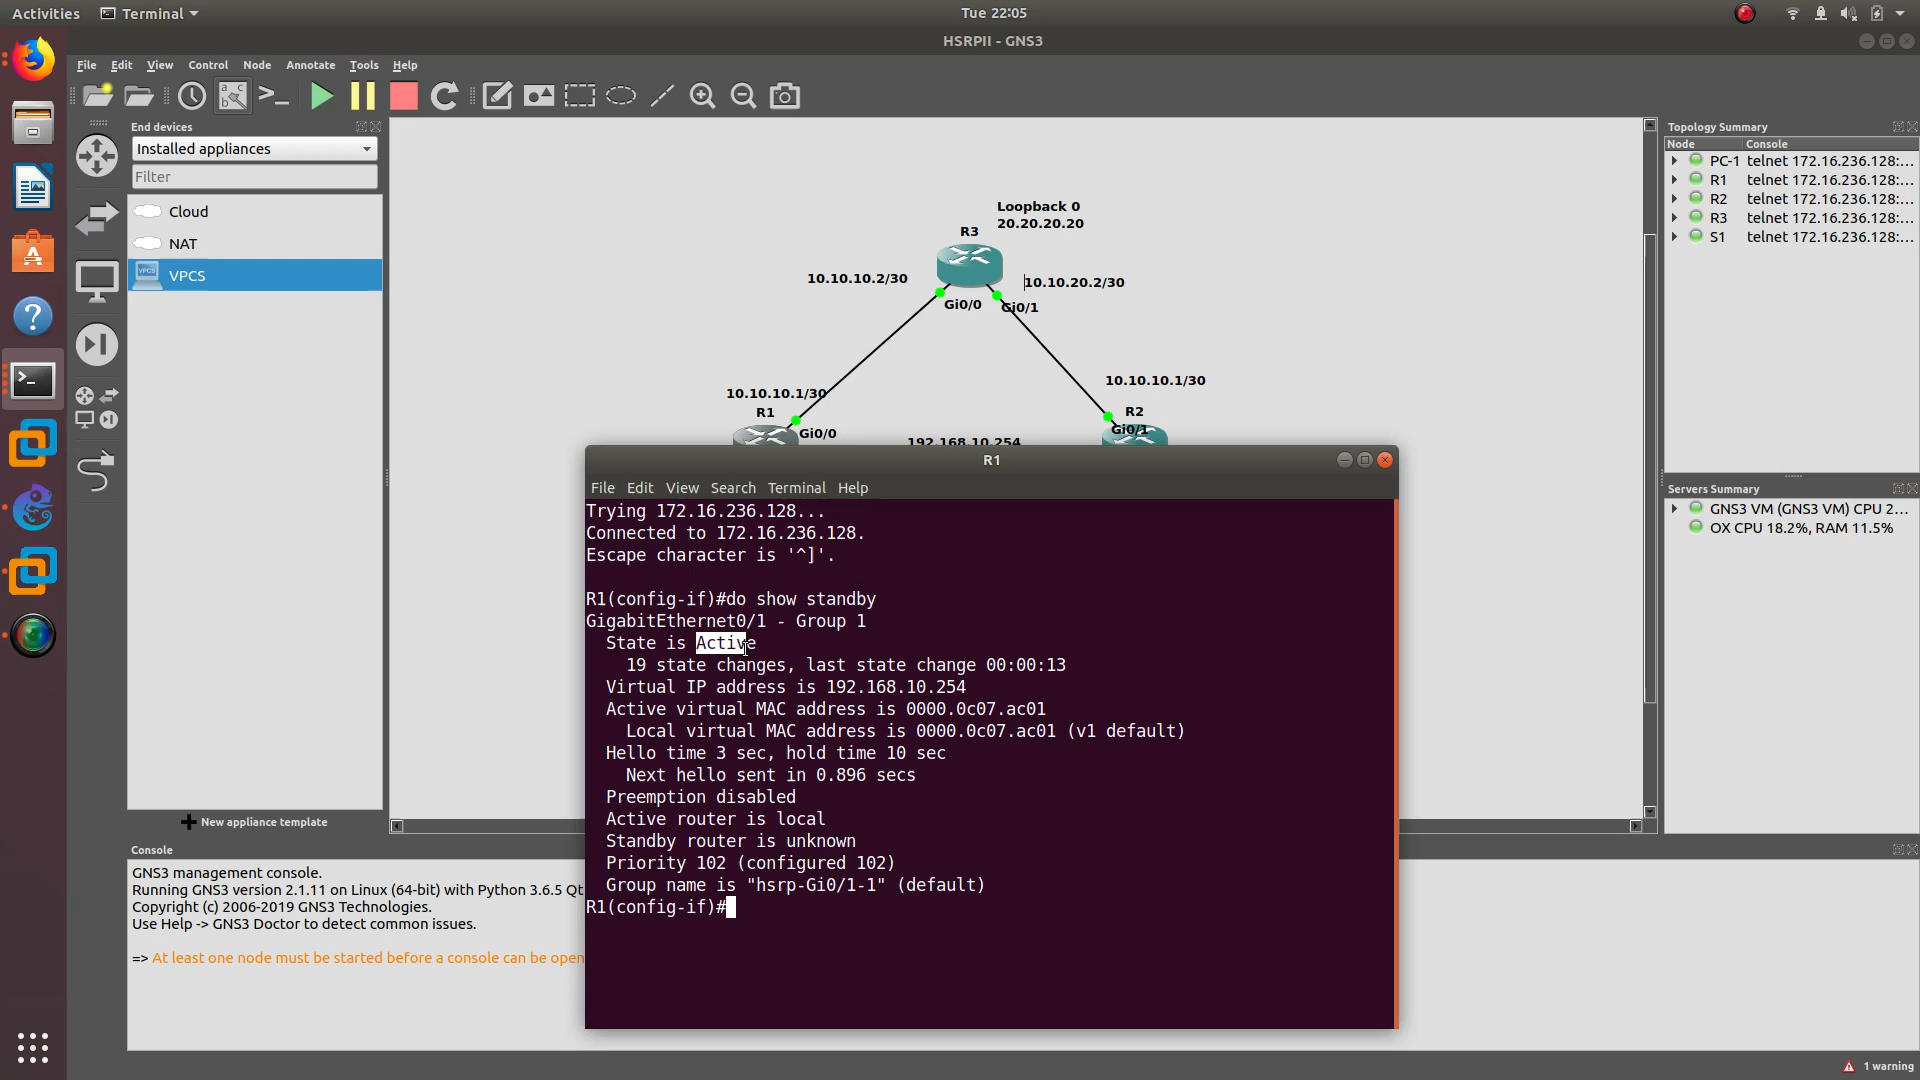 Activities
Terminal
Tue 22:05
HSRPII - GNS3
File Edit View Control Node Annotate Tools Help
End devices
Installed appliances
Filter
Cloud
NAT
VPCS
New appliance template
Loopback 0
20.20.20.20
R3
10.10.10.2/30
10.10.20.2/30
Gi0/0
Gi0/1
10.10.10.1/30
R1
Gi0/0
10.10.10.1/30
R2
Gi0/1
192.168.10.254
Topology Summary
Node Console
PC-1 telnet 172.16.236.128:...
R1 telnet 172.16.236.128:...
R2 telnet 172.16.236.128:...
R3 telnet 172.16.236.128:...
S1 telnet 172.16.236.128:...
Servers Summary
GNS3 VM (GNS3 VM) CPU 2...
OX CPU 18.2%, RAM 11.5%
R1
File Edit View Search Terminal Help
Trying 172.16.236.128...
Connected to 172.16.236.128.
Escape character is '^]'.
R1(config-if)#do show standby
GigabitEthernet0/1 - Group 1
State is Active
19 state changes, last state change 00:00:13
Virtual IP address is 192.168.10.254
Active virtual MAC address is 0000.0c07.ac01
Local virtual MAC address is 0000.0c07.ac01 (v1 default)
Hello time 3 sec, hold time 10 sec
Next hello sent in 0.896 secs
Preemption disabled
Active router is local
Standby router is unknown
Priority 102 (configured 102)
Group name is "hsrp-Gi0/1-1" (default)
R1(config-if)#
Console
GNS3 management console.
Running GNS3 version 2.1.11 on Linux (64-bit) with Python 3.6.5 Qt
Copyright (c) 2006-2019 GNS3 Technologies.
Use Help -> GNS3 Doctor to detect common issues.
=> At least one node must be started before a console can be open
1 warning